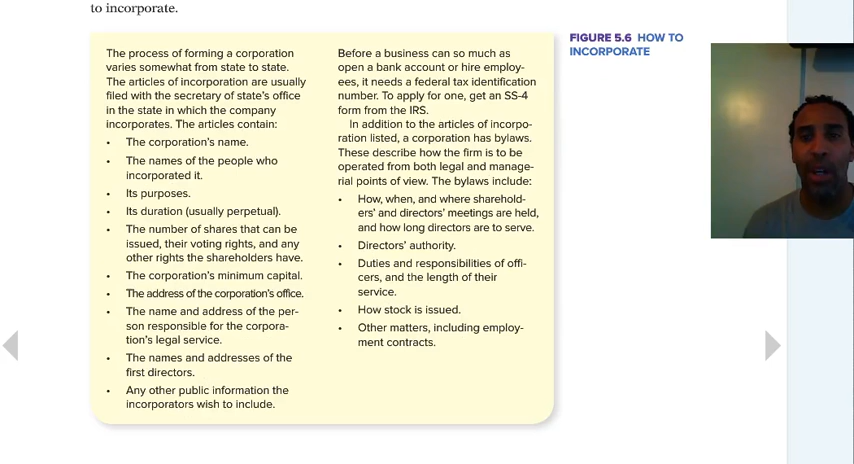 to incorporate.
FIGURE 5.6 HOW TO
INCORPORATE
The process of forming a corporation
varies somewhat from state to state.
The articles of incorporation are usually
filed with the secretary of state's office
in the state in which the company
incorporates. The articles contain:
• The corporation's name.
• The names of the people who
incorporated it.
• Its purposes.
• Its duration (usually perpetual).
• The number of shares that can be
issued, their voting rights, and any
other rights the shareholders have.
• The corporation's minimum capital.
• The address of the corporation's office.
• The name and address of the per-
son responsible for the corpora-
tion's legal service.
• The names and addresses of the
first directors.
• Any other public information the
incorporators wish to include.
Before a business can so much as
open a bank account or hire employ-
ees, it needs a federal tax identification
number. To apply for one, get an SS-4
form from the IRS.
In addition to the articles of incorpo-
ration listed, a corporation has bylaws.
These describe how the firm is to be
operated from both legal and manage-
rial points of view. The bylaws include:
• How, when, and where sharehold-
ers' and directors' meetings are held,
and how long directors are to serve.
• Directors' authority.
• Duties and responsibilities of offi-
cers, and the length of their
service.
• How stock is issued.
• Other matters, including employ-
ment contracts.